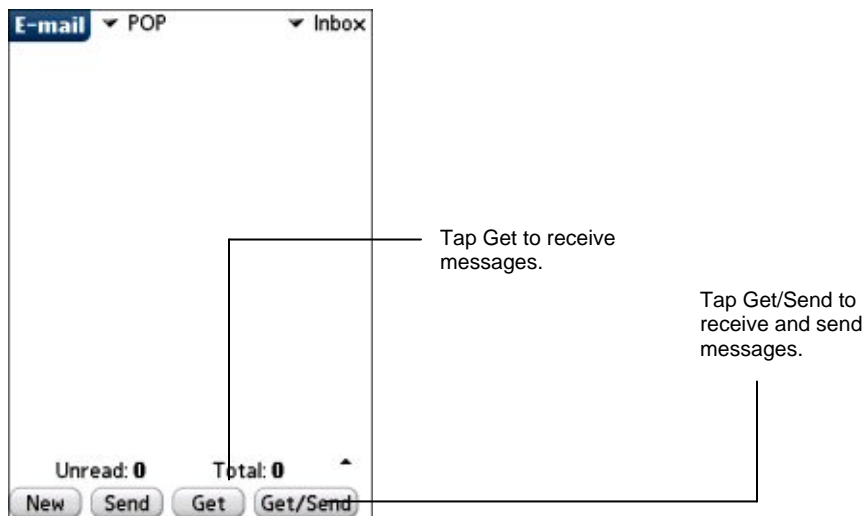 E-mail POP Inbox
Tap Get to receive
messages.
Tap Get/Send to
receive and send
messages.
Unread: 0 Total: 0
New Send Get Get/Send